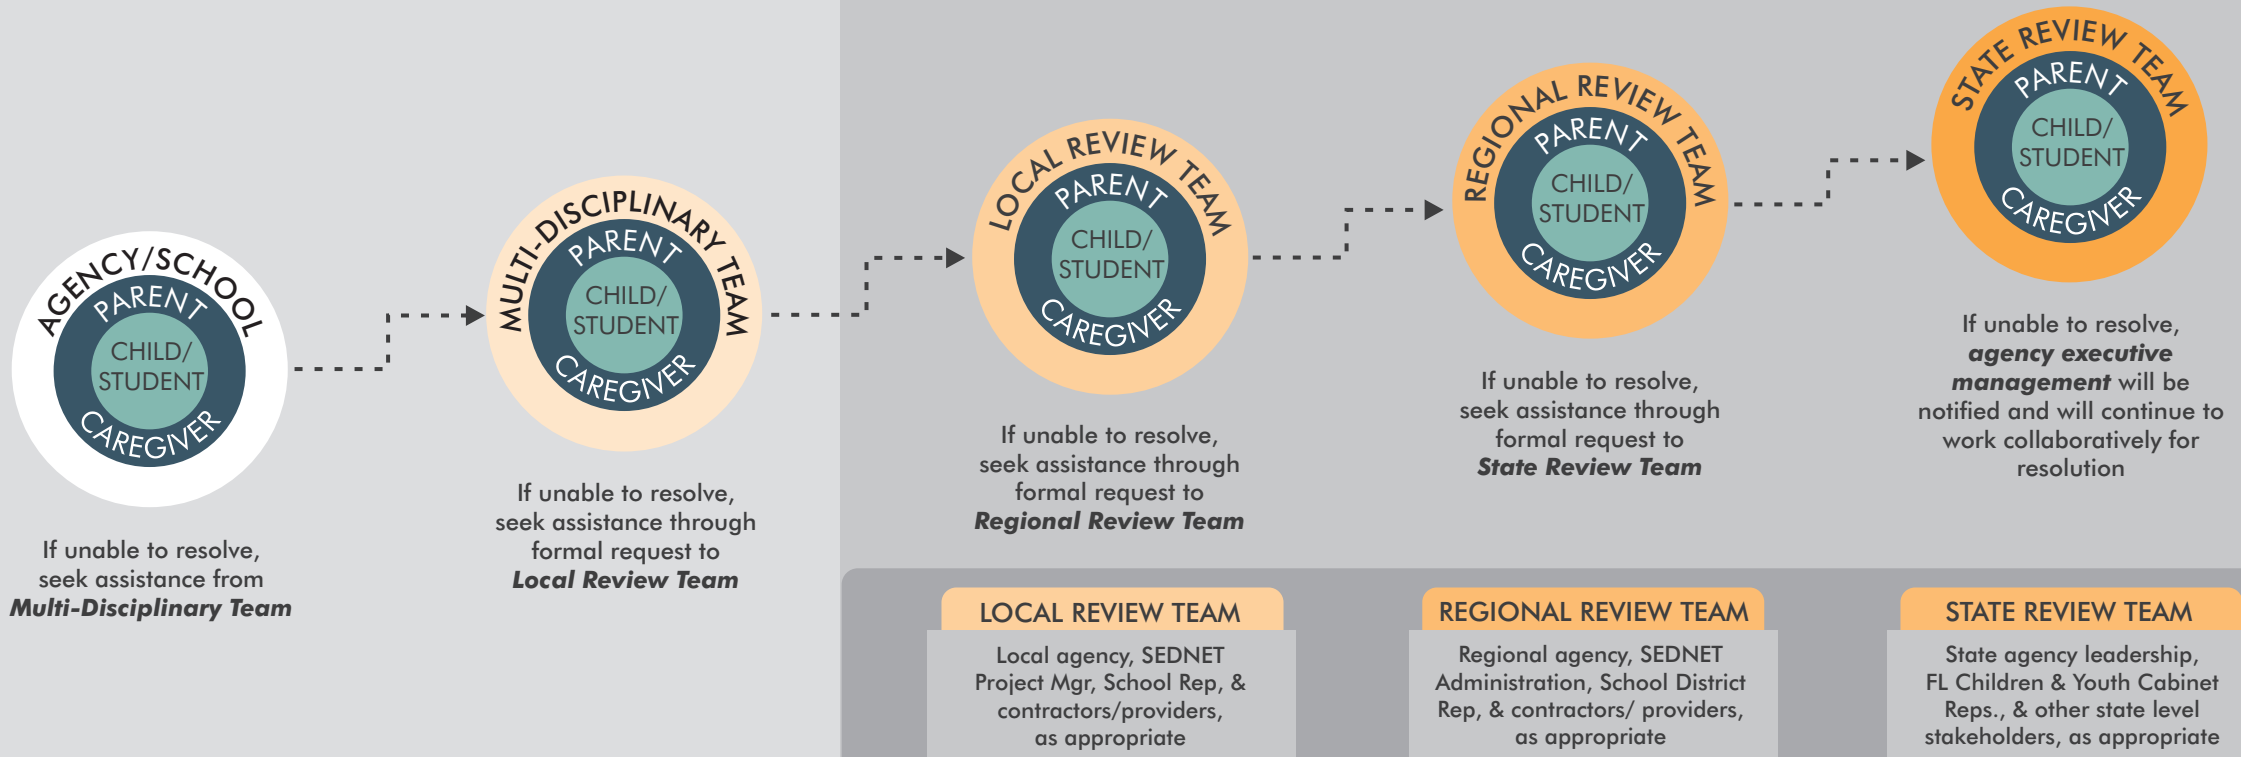 AGENCY/SCHOOL
PARENT
CHILD/
STUDENT
CAREGIVER
If unable to resolve,
seek assistance from
Multi-Disciplinary Team
MULTI-DISCIPLINARY TEAM
PARENT
CHILD/
STUDENT
CAREGIVER
If unable to resolve,
seek assistance through
formal request to
Local Review Team
LOCAL REVIEW TEAM
PARENT
CHILD/
STUDENT
CAREGIVER
If unable to resolve,
seek assistance through
formal request to
Regional Review Team
REGIONAL REVIEW TEAM
PARENT
CHILD/
STUDENT
CAREGIVER
If unable to resolve,
seek assistance through
formal request to
State Review Team
STATE REVIEW TEAM
PARENT
CHILD/
STUDENT
CAREGIVER
If unable to resolve,
agency executive
management will be
notified and will continue to
work collaboratively for
resolution
LOCAL REVIEW TEAM
Local agency, SEDNET
Project Mgr, School Rep, &
contractors/providers,
as appropriate
REGIONAL REVIEW TEAM
Regional agency, SEDNET
Administration, School District
Rep, & contractors/ providers,
as appropriate
STATE REVIEW TEAM
State agency leadership,
FL Children & Youth Cabinet
Reps., & other state level
stakeholders, as appropriate